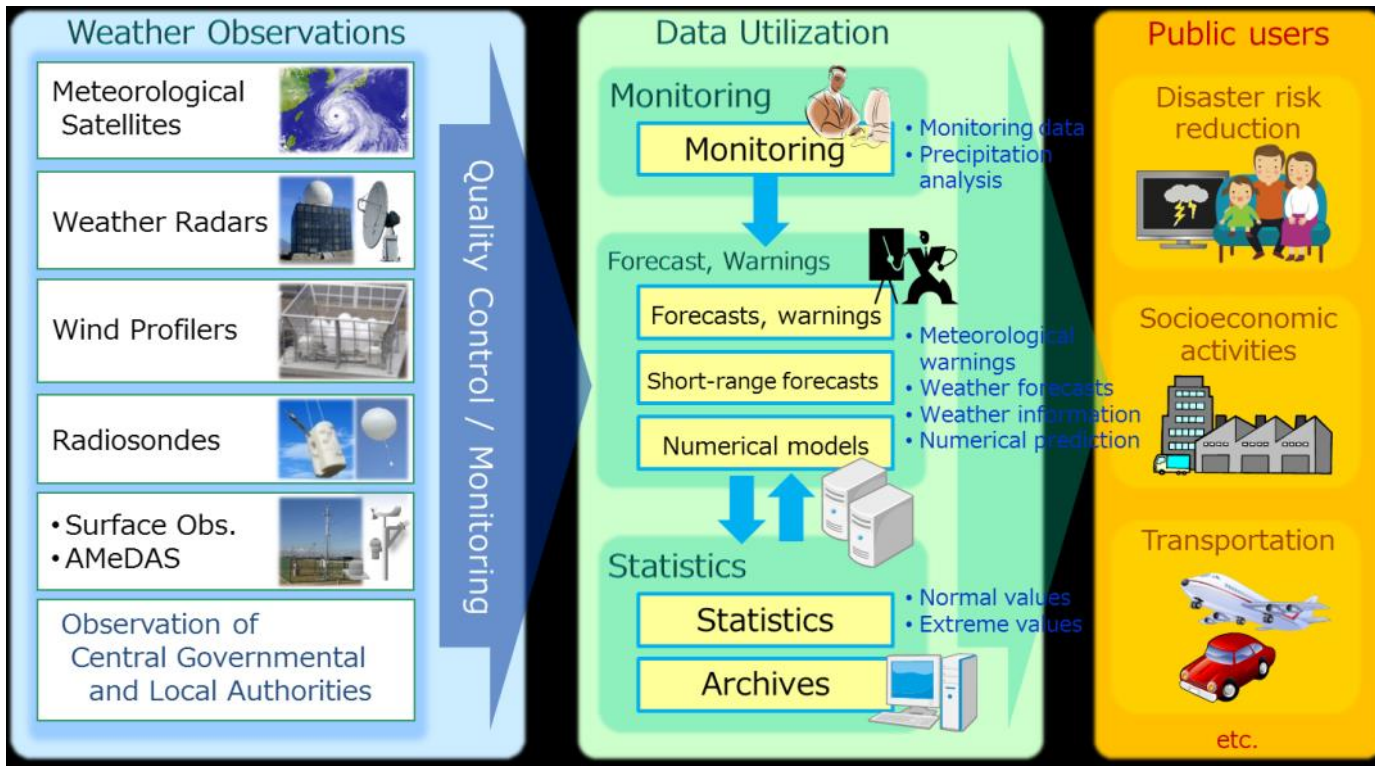 Weather Observations
Meteorological
Satellites
Weather Radars
Wind Profilers
Radiosondes
• Surface Obs.
• AMeDAS
Observation of
Central Governmental
and Local Authorities
Quality Control / Monitoring
Data Utilization
Monitoring
Monitoring
• Monitoring data
• Precipitation
analysis
Forecast, Warnings
Forecasts, warnings
Short-range forecasts
Numerical models
• Meteorological
warnings
• Weather forecasts
• Weather information
• Numerical prediction
Statistics
Statistics
Archives
• Normal values
• Extreme values
Public users
Disaster risk
reduction
Socioeconomic
activities
Transportation
etc.